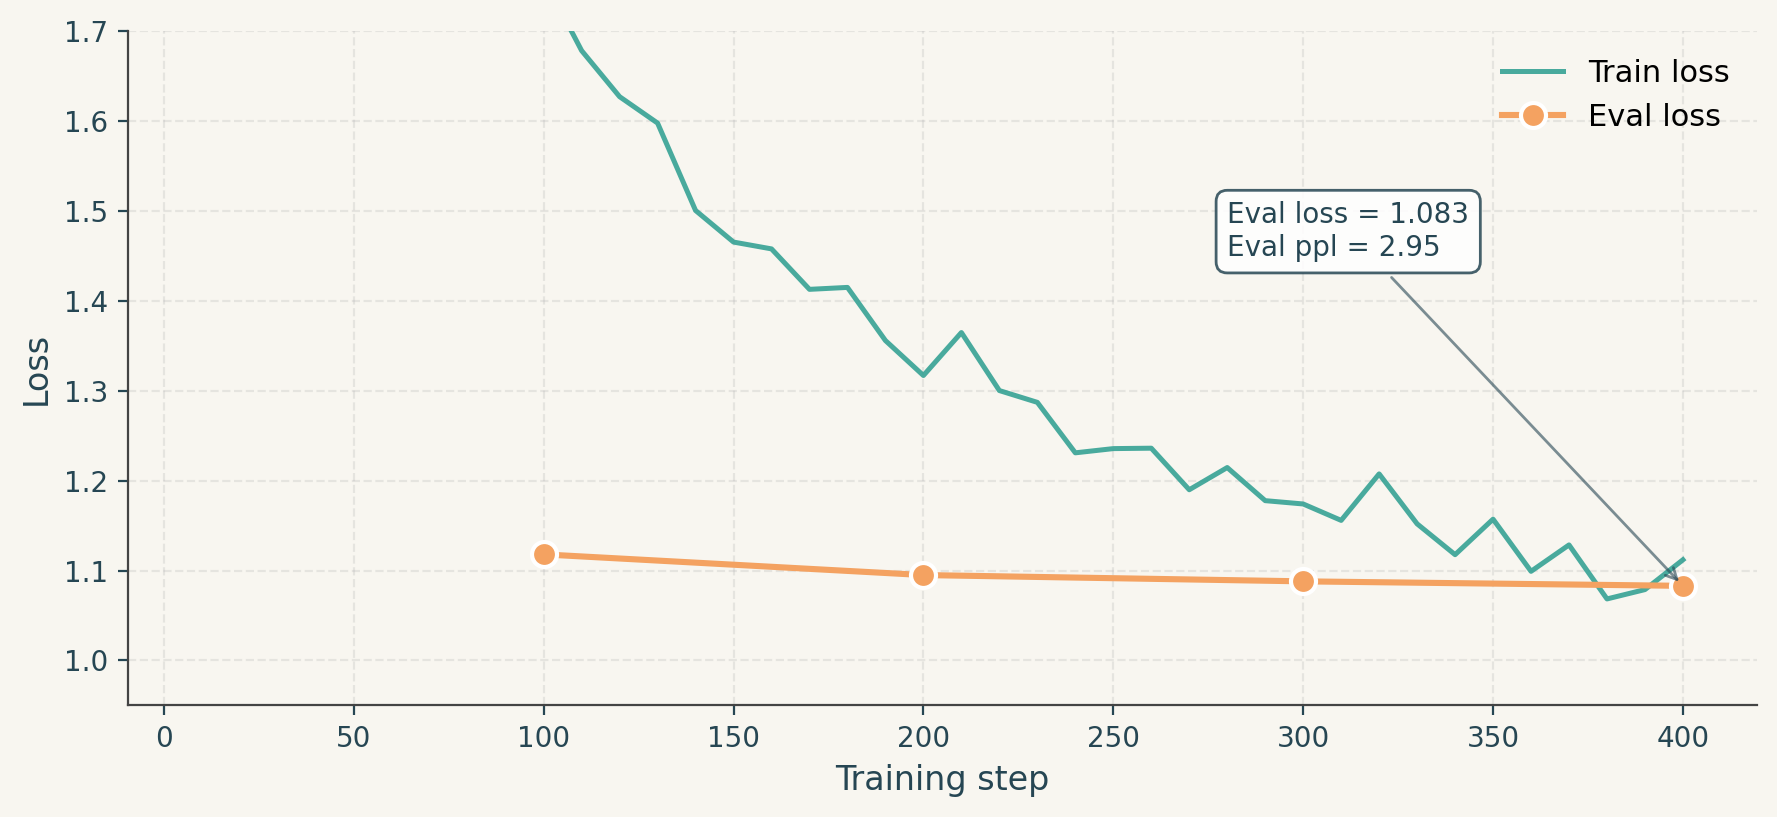 1.7
1.6
1.5
1.4
1.3
1.2
1.1
1.0
Loss
Train loss
Eval loss
Eval loss = 1.083
Eval ppl = 2.95
0 50 100 150 200 250 300 350 400
Training step